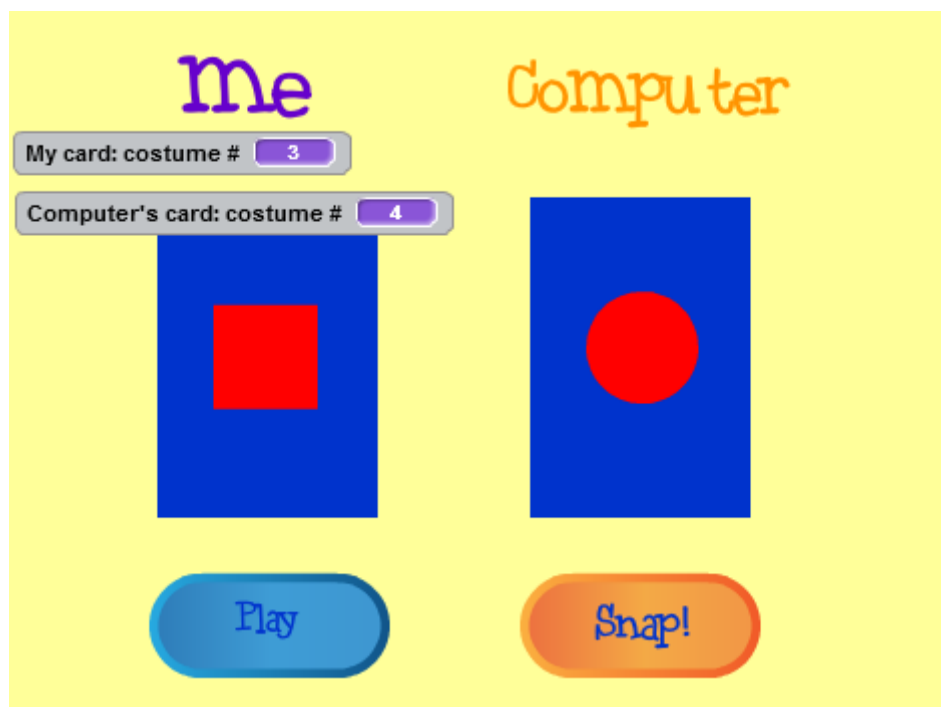 me
Computer
My card: costume # 3
Computer's card: costume # 4
Play
Snap!